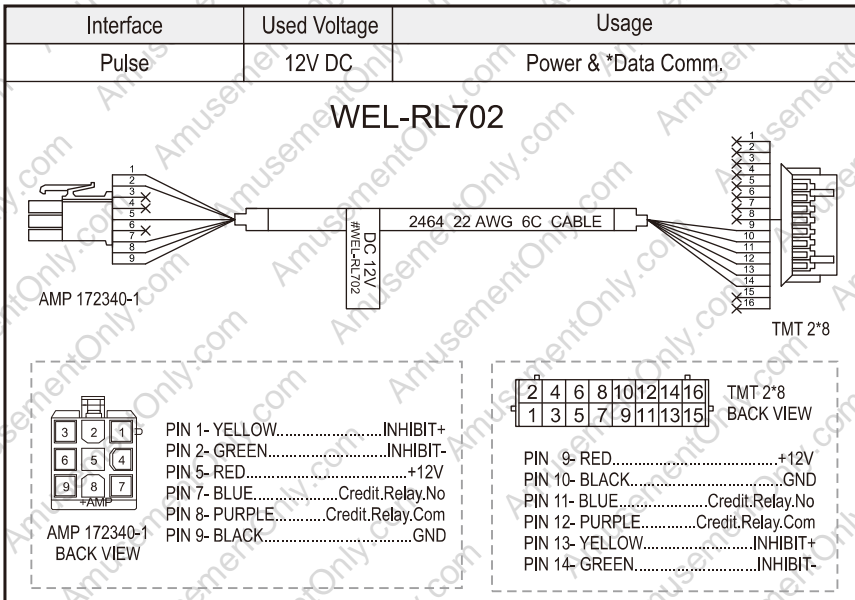 Interface Used Voltage Usage
Pulse 12V DC Power & *Data Comm.
WEL-RL702
1
2
3
4
5
6
7
8
9
AMP 172340-1
2464 22 AWG 6C CABLE
DC 12V
#WEL-RL702
1
2
3
4
5
6
7
8
9
10
11
12
13
14
15
16
TMT 2*8
3 2 1
6 5 4
9 8 7
+AMP
AMP 172340-1
BACK VIEW
PIN 1- YELLOW..................INHIBIT+
PIN 2- GREEN...................INHIBIT-
PIN 5- RED...........................+12V
PIN 7- BLUE..............Credit.Relay.No
PIN 8- PURPLE........Credit.Relay.Com
PIN 9- BLACK.........................GND
2 4 6 8 10 12 14 16
1 3 5 7 9 11 13 15
TMT 2*8
BACK VIEW
PIN 9- RED...........................+12V
PIN 10- BLACK.........................GND
PIN 11- BLUE..............Credit.Relay.No
PIN 12- PURPLE........Credit.Relay.Com
PIN 13- YELLOW..................INHIBIT+
PIN 14- GREEN...................INHIBIT-
AmusementOnly.com